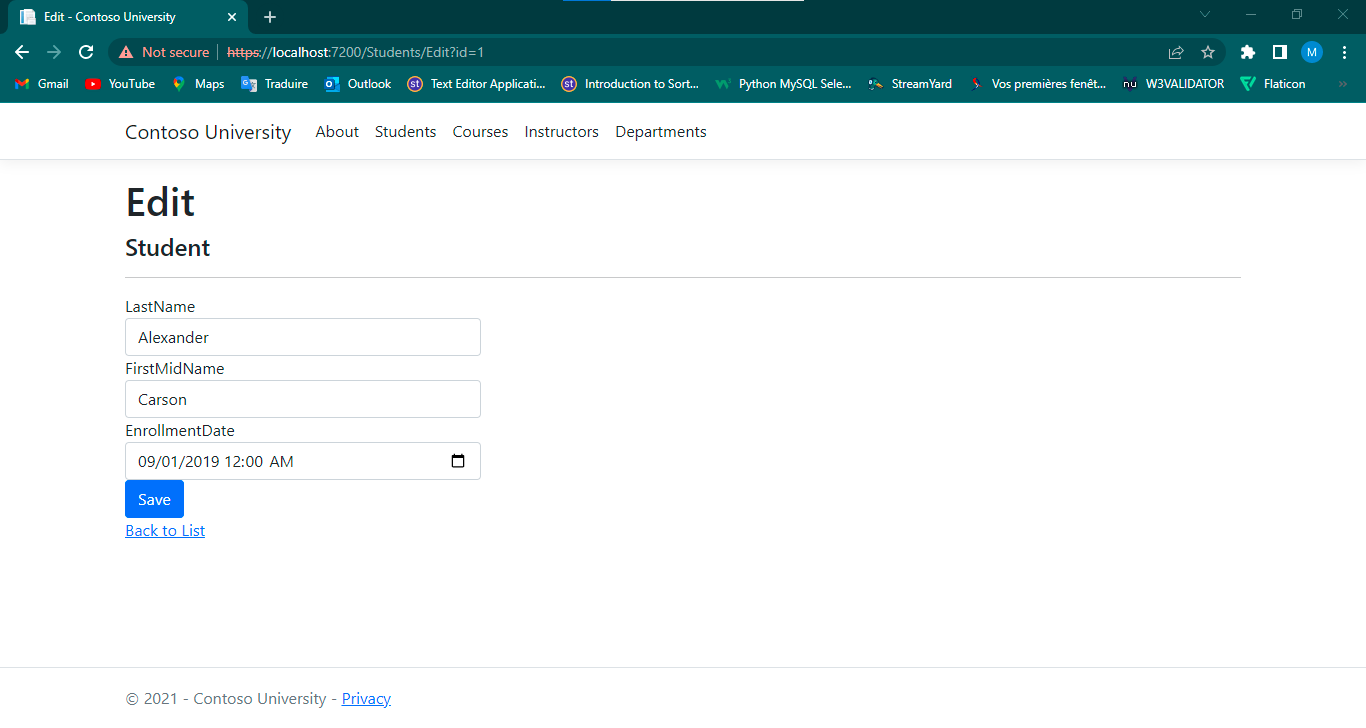 Edit - Contoso University
Not secure https://localhost:7200/Students/Edit?id=1 M
Gmail YouTube Maps Traduire Outlook st Text Editor Applicati... st Introduction to Sort... Python MySQL Sele... StreamYard Vos premières fenêt... nu W3VALIDATOR Flaticon »
Contoso University About Students Courses Instructors Departments
Edit
Student
LastName
Alexander
FirstMidName
Carson
EnrollmentDate
09/01/2019 12:00 AM
Save
Back to List
© 2021 - Contoso University - Privacy